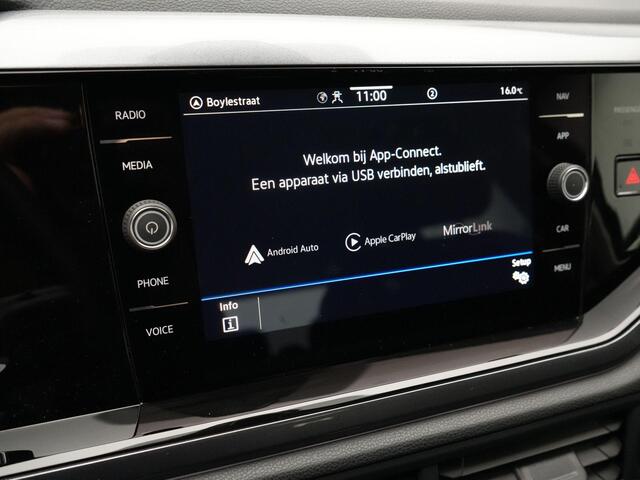 RADIO
MEDIA
PHONE
VOICE
Boylestraat
11:00
2
16.0°C
Welkom bij App-Connect.
Een apparaat via USB verbinden, alstublieft.
Android Auto
Apple CarPlay
MirrorLink
Info
Setup
NAV
APP
CAR
MENU